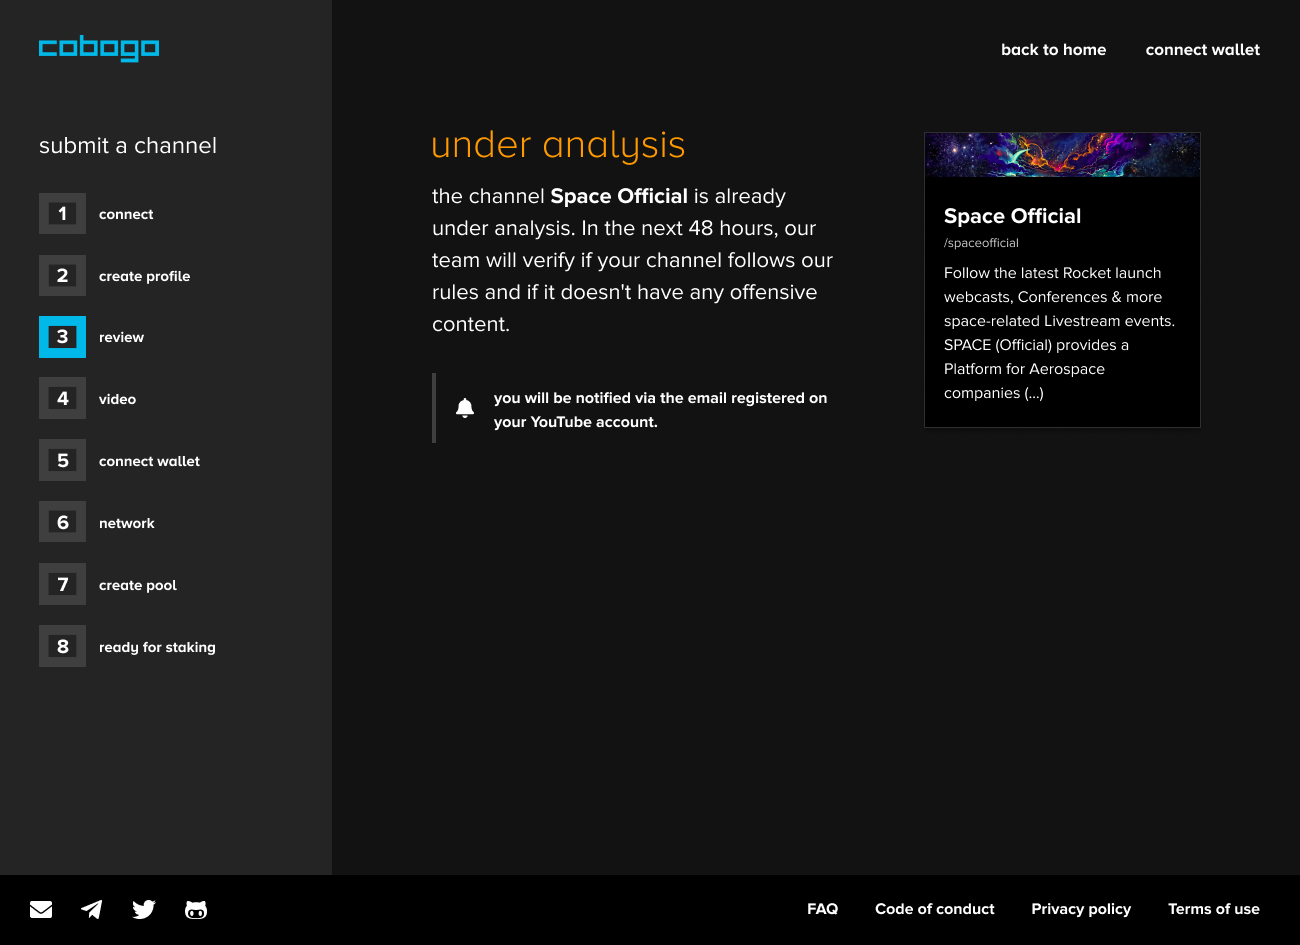 cobogo
back to home
connect wallet
submit a channel
1
connect
2
create profile
3
review
4
video
5
connect wallet
6
network
7
create pool
8
ready for staking
under analysis
the channel Space Official is already
under analysis. In the next 48 hours, our
team will verify if your channel follows our
rules and if it doesn't have any offensive
content.
you will be notified via the email registered on
your YouTube account.
Space Official
/spaceofficial
Follow the latest Rocket launch
webcasts, Conferences & more
space-related Livestream events.
SPACE (Official) provides a
Platform for Aerospace
companies (...)
FAQ
Code of conduct
Privacy policy
Terms of use